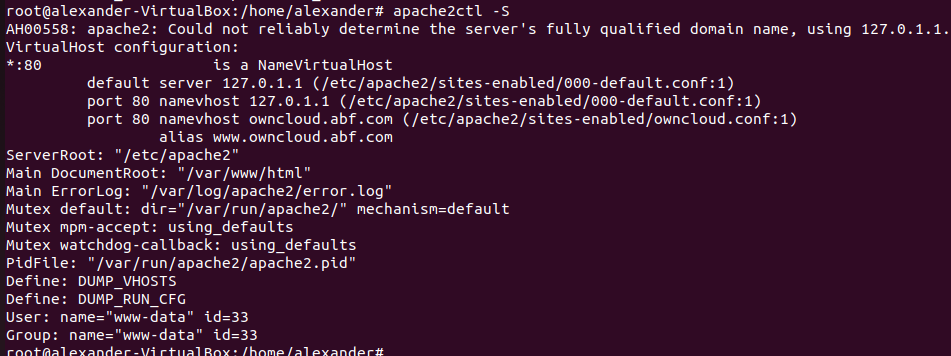 root@alexander-VirtualBox:/home/alexander# apache2ctl -S
AH00558: apache2: Could not reliably determine the server's fully qualified domain name, using 127.0.1.1.
VirtualHost configuration:
*:80                   is a NameVirtualHost
         default server 127.0.1.1 (/etc/apache2/sites-enabled/000-default.conf:1)
         port 80 namevhost 127.0.1.1 (/etc/apache2/sites-enabled/000-default.conf:1)
         port 80 namevhost owncloud.abf.com (/etc/apache2/sites-enabled/owncloud.conf:1)
                 alias www.owncloud.abf.com
ServerRoot: "/etc/apache2"
Main DocumentRoot: "/var/www/html"
Main ErrorLog: "/var/log/apache2/error.log"
Mutex default: dir="/var/run/apache2/" mechanism=default
Mutex mpm-accept: using_defaults
Mutex watchdog-callback: using_defaults
PidFile: "/var/run/apache2/apache2.pid"
Define: DUMP_VHOSTS
Define: DUMP_RUN_CFG
User: name="www-data" id=33
Group: name="www-data" id=33
root@alexander-VirtualBox:/home/alexander#